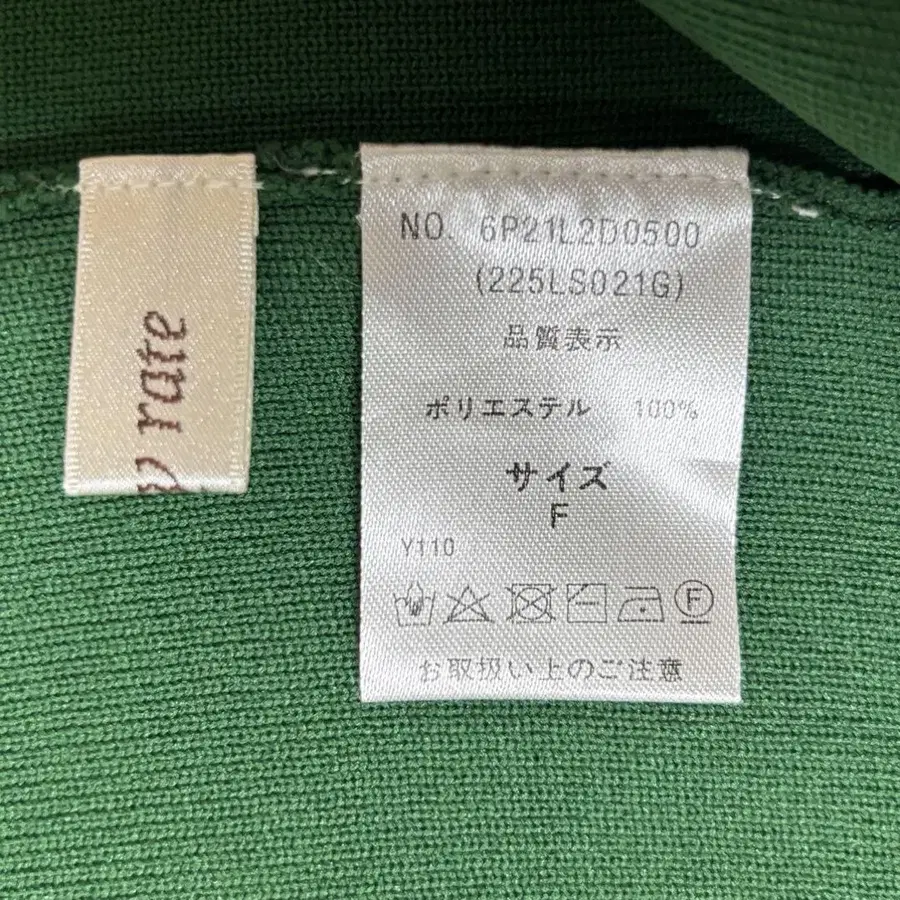 rate
NO. 6P21L2D0500
(225LS021G)
品質表示
ポリエステル 100%
サイズ
F
Y110
F
お取扱い上のご注意